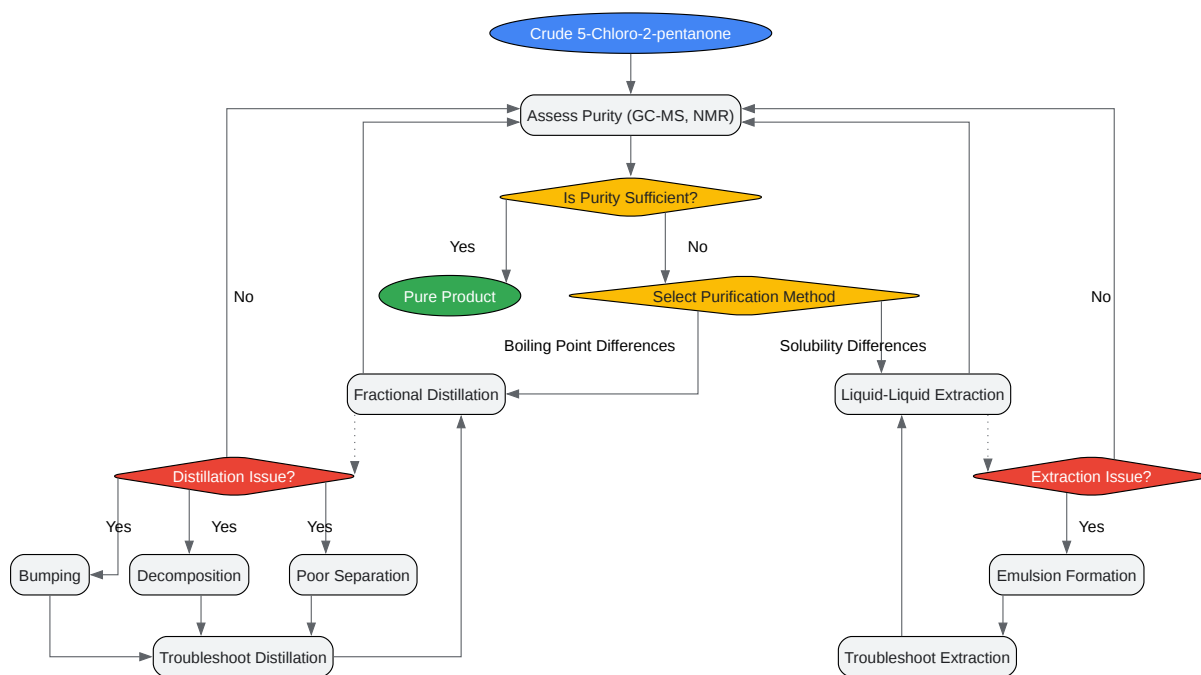 Crude 5-Chloro-2-pentanone
Assess Purity (GC-MS, NMR)
Is Purity Sufficient?
Yes
No
No
No
Pure Product
Select Purification Method
Boiling Point Differences
Solubility Differences
Fractional Distillation
Liquid-Liquid Extraction
Distillation Issue?
Extraction Issue?
Yes
Yes
Yes
Yes
Bumping
Decomposition
Poor Separation
Emulsion Formation
Troubleshoot Distillation
Troubleshoot Extraction